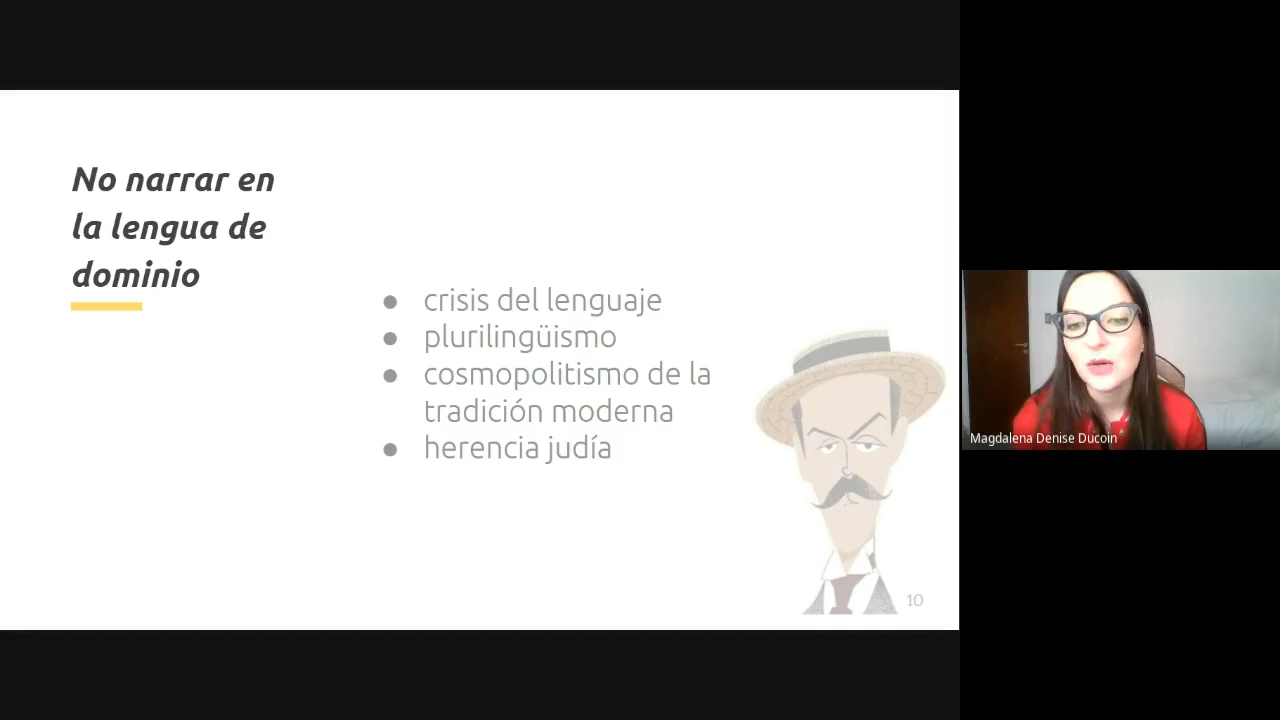 No narrar en
la lengua de
dominio
● crisis del lenguaje
● plurilingüismo
● cosmopolitismo de la
tradición moderna
● herencia judía
10
Magdalena Denise Ducoin